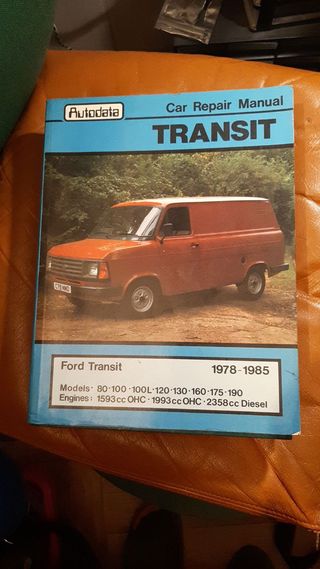 Autodata
Car Repair Manual
TRANSIT
Ford Transit 1978-1985
Models · 80·100·100L·120·130·160·175·190
Engines: 1593cc OHC·1993cc OHC·2358cc Diesel